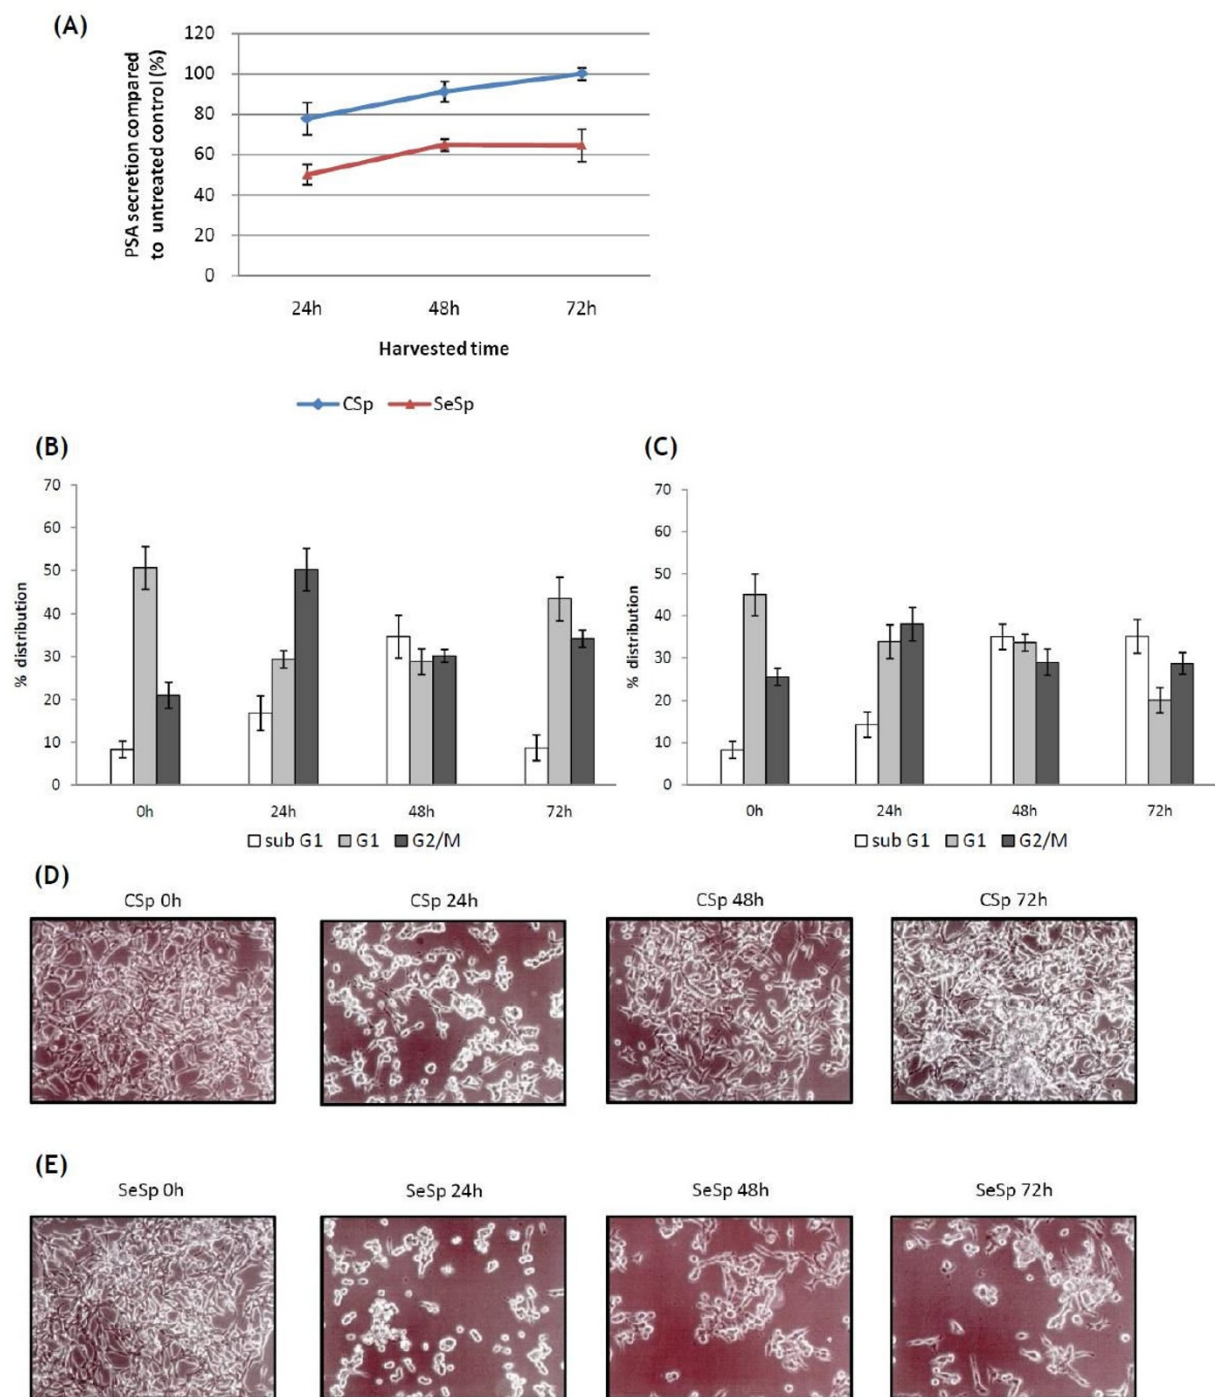 (A)
PSA secretion compared
to untreated control (%)
120
100
80
60
40
20
0
24h 48h 72h
Harvested time
CSp SeSp
(B)
% distribution
70
60
50
40
30
20
10
0
0h 24h 48h 72h
sub G1 G1 G2/M
(C)
% distribution
70
60
50
40
30
20
10
0
0h 24h 48h 72h
sub G1 G1 G2/M
(D)
CSp 0h CSp 24h CSp 48h CSp 72h
(E)
SeSp 0h SeSp 24h SeSp 48h SeSp 72h